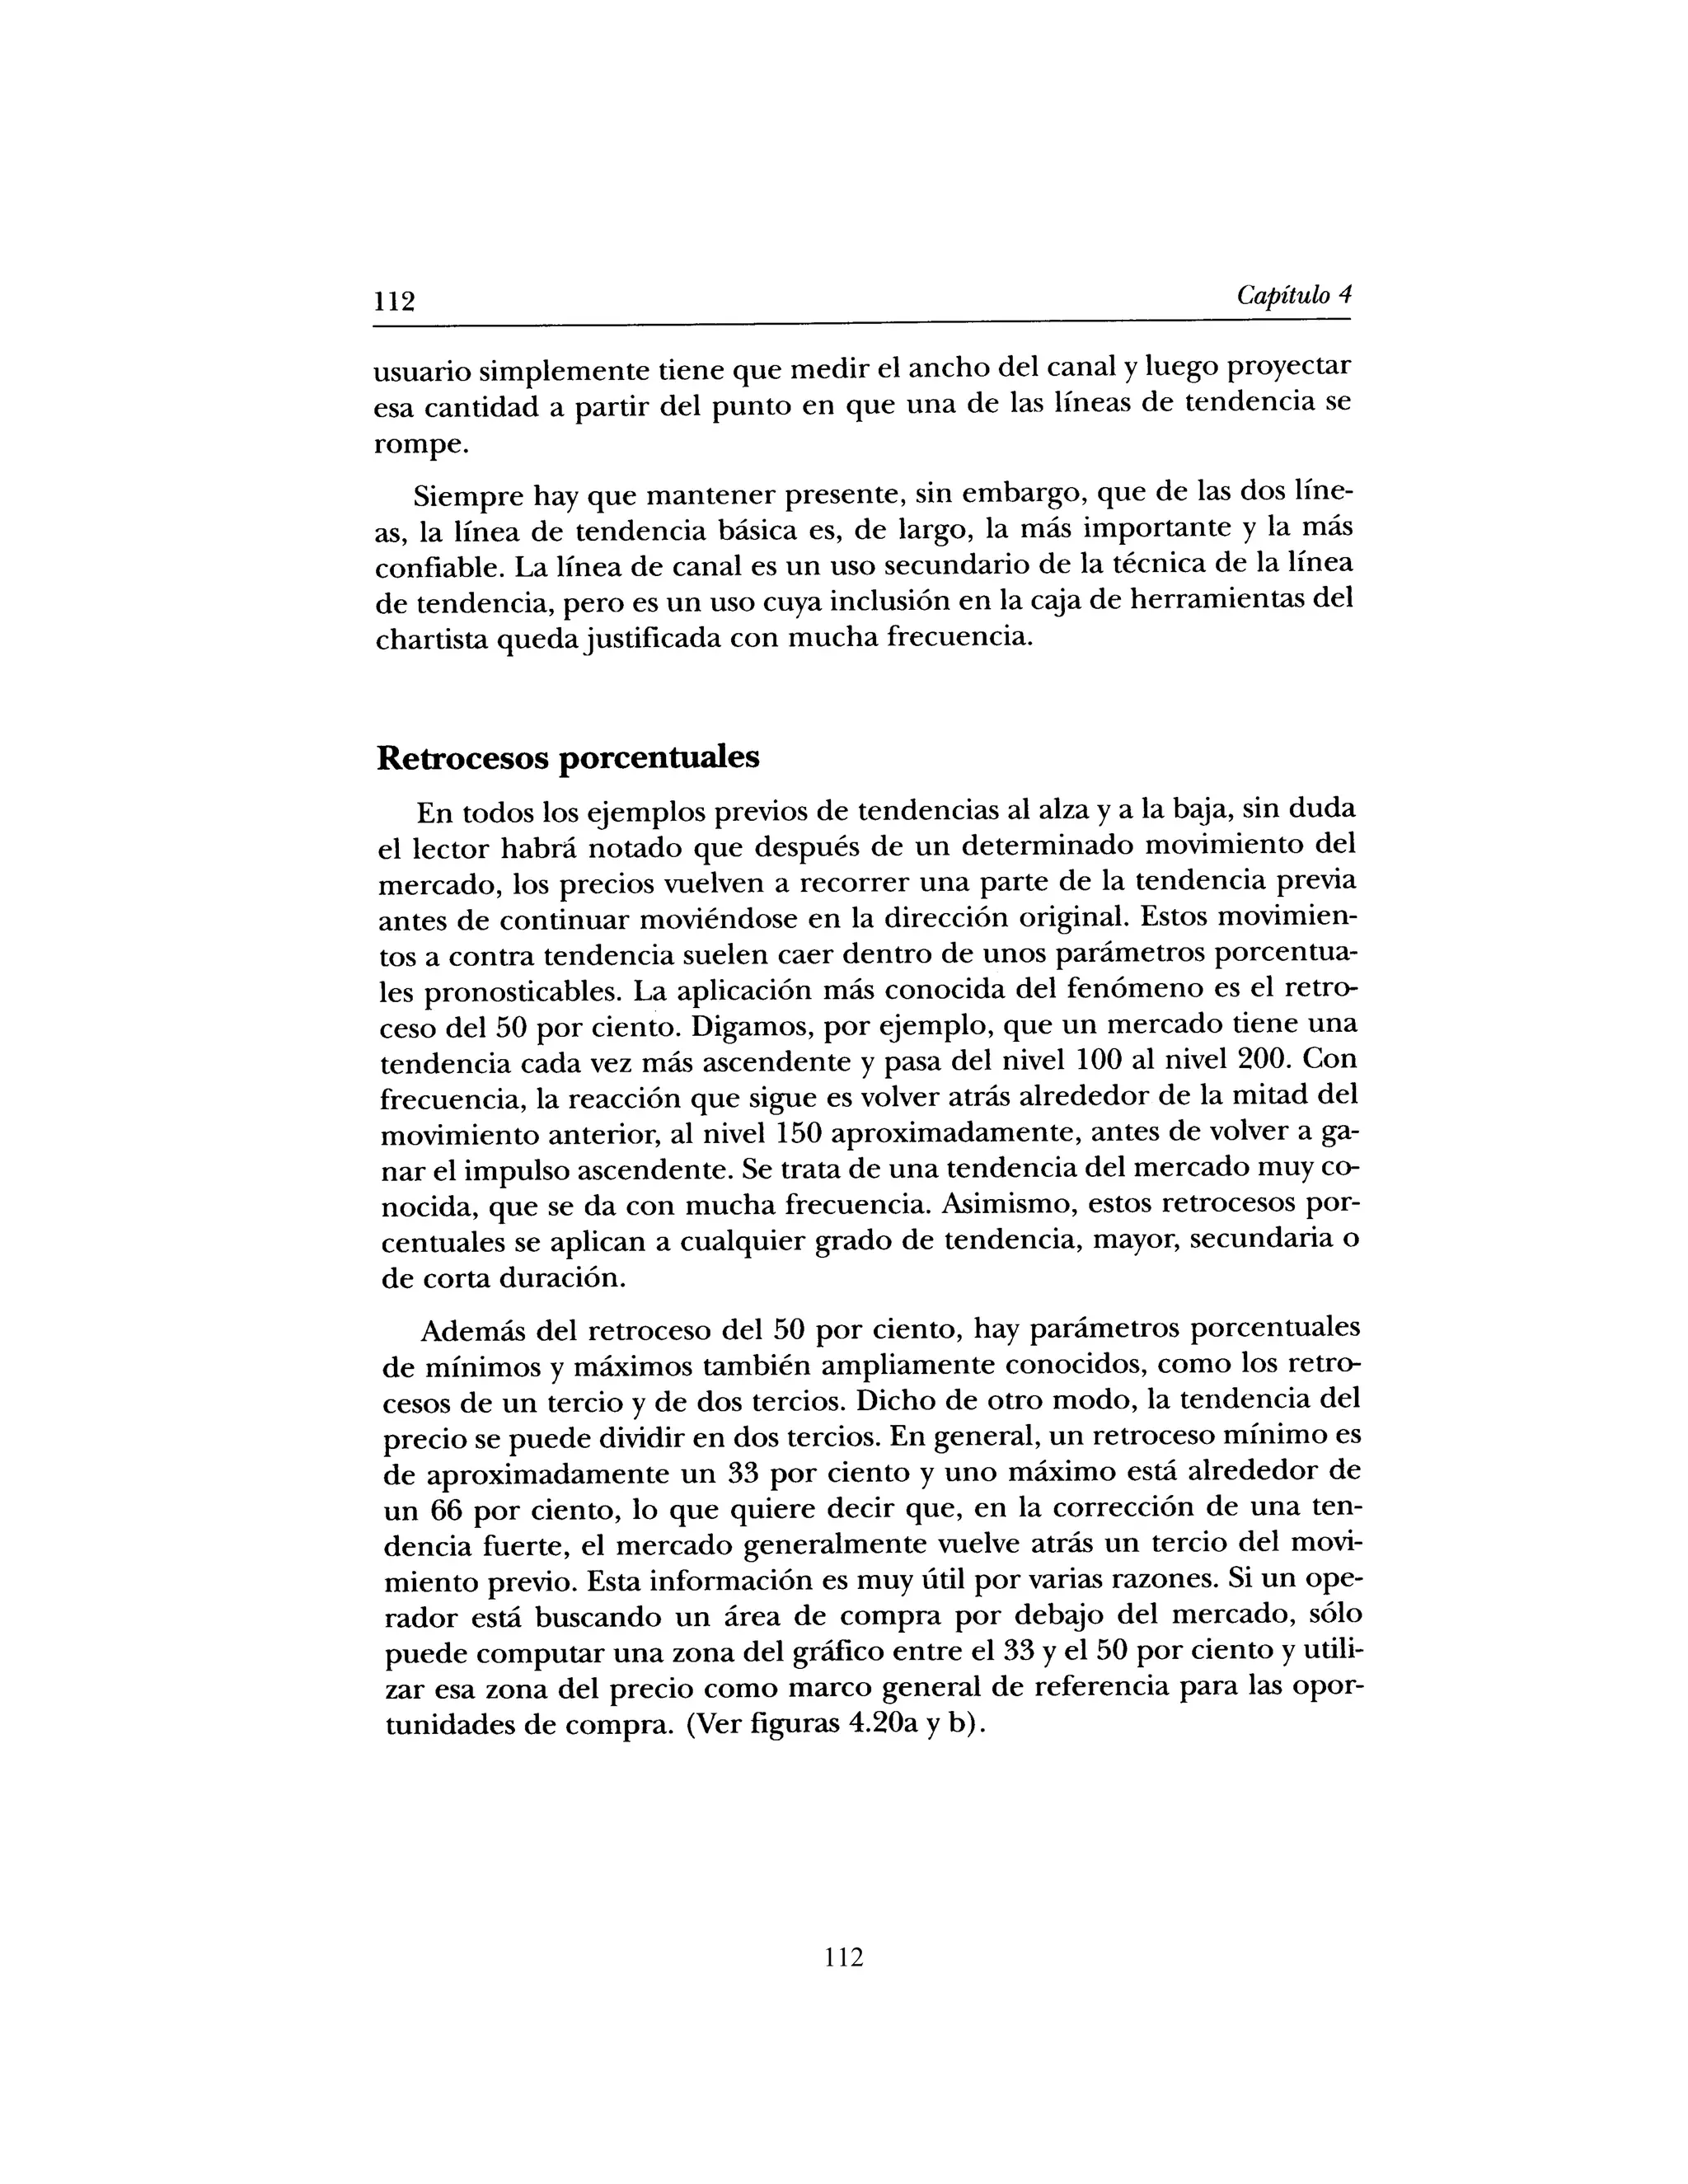 112
Capítulo 4
usuario simplemente tiene que medir el ancho del canal y luego proyectar
esa cantidad a partir del punto en que una de las líneas de tendencia se
rompe.
Siempre hay que mantener presente, sin embargo, que de las dos líne-
as, la línea de tendencia básica es, de largo, la más importante y la más
confiable. La línea de canal es un uso secundario de la técnica de la línea
de tendencia, pero es un uso cuya inclusión en la caja de herramientas del
chartista queda justificada con mucha frecuencia.
Retrocesos porcentuales
En todos los ejemplos previos de tendencias al alza y a la baja, sin duda
el lector habrá notado que después de un determinado movimiento del
mercado, los precios vuelven a recorrer una parte de la tendencia previa
antes de continuar moviéndose en la dirección original. Estos movimien-
tos a contra tendencia suelen caer dentro de unos parámetros porcentua-
les pronosticables. La aplicación más conocida del fenómeno es el retro-
ceso del 50 por ciento. Digamos, por ejemplo, que un mercado tiene una
tendencia cada vez más ascendente y pasa del nivel 100 al nivel 200. Con
frecuencia, la reacción que sigue es volver atrás alrededor de la mitad del
movimiento anterior, al nivel 150 aproximadamente, antes de volver a ga-
nar el impulso ascendente. Se trata de una tendencia del mercado muy co-
nocida, que se da con mucha frecuencia. Asimismo, estos retrocesos por-
centuales se aplican a cualquier grado de tendencia, mayor, secundaria o
de corta duración.
Además del retroceso del 50 por ciento, hay parámetros porcentuales
de mínimos y máximos también ampliamente conocidos, como los retro-
cesos de un tercio y de dos tercios. Dicho de otro modo, la tendencia del
precio se puede dividir en dos tercios. En general, un retroceso mínimo es
de aproximadamente un 33 por ciento y uno máximo está alrededor de
un 66 por ciento, lo que quiere decir que, en la corrección de una ten-
dencia fuerte, el mercado generalmente vuelve atrás un tercio del movi-
miento previo. Esta información es muy útil por varias razones. Si un ope-
rador está buscando un área de compra por debajo del mercado, sólo
puede computar una zona del gráfico entre el 33 y el 50 por ciento y utili-
zar esa zona del precio como marco general de referencia para las opor-
tunidades de compra. (Ver figuras 4.20a y b).
112